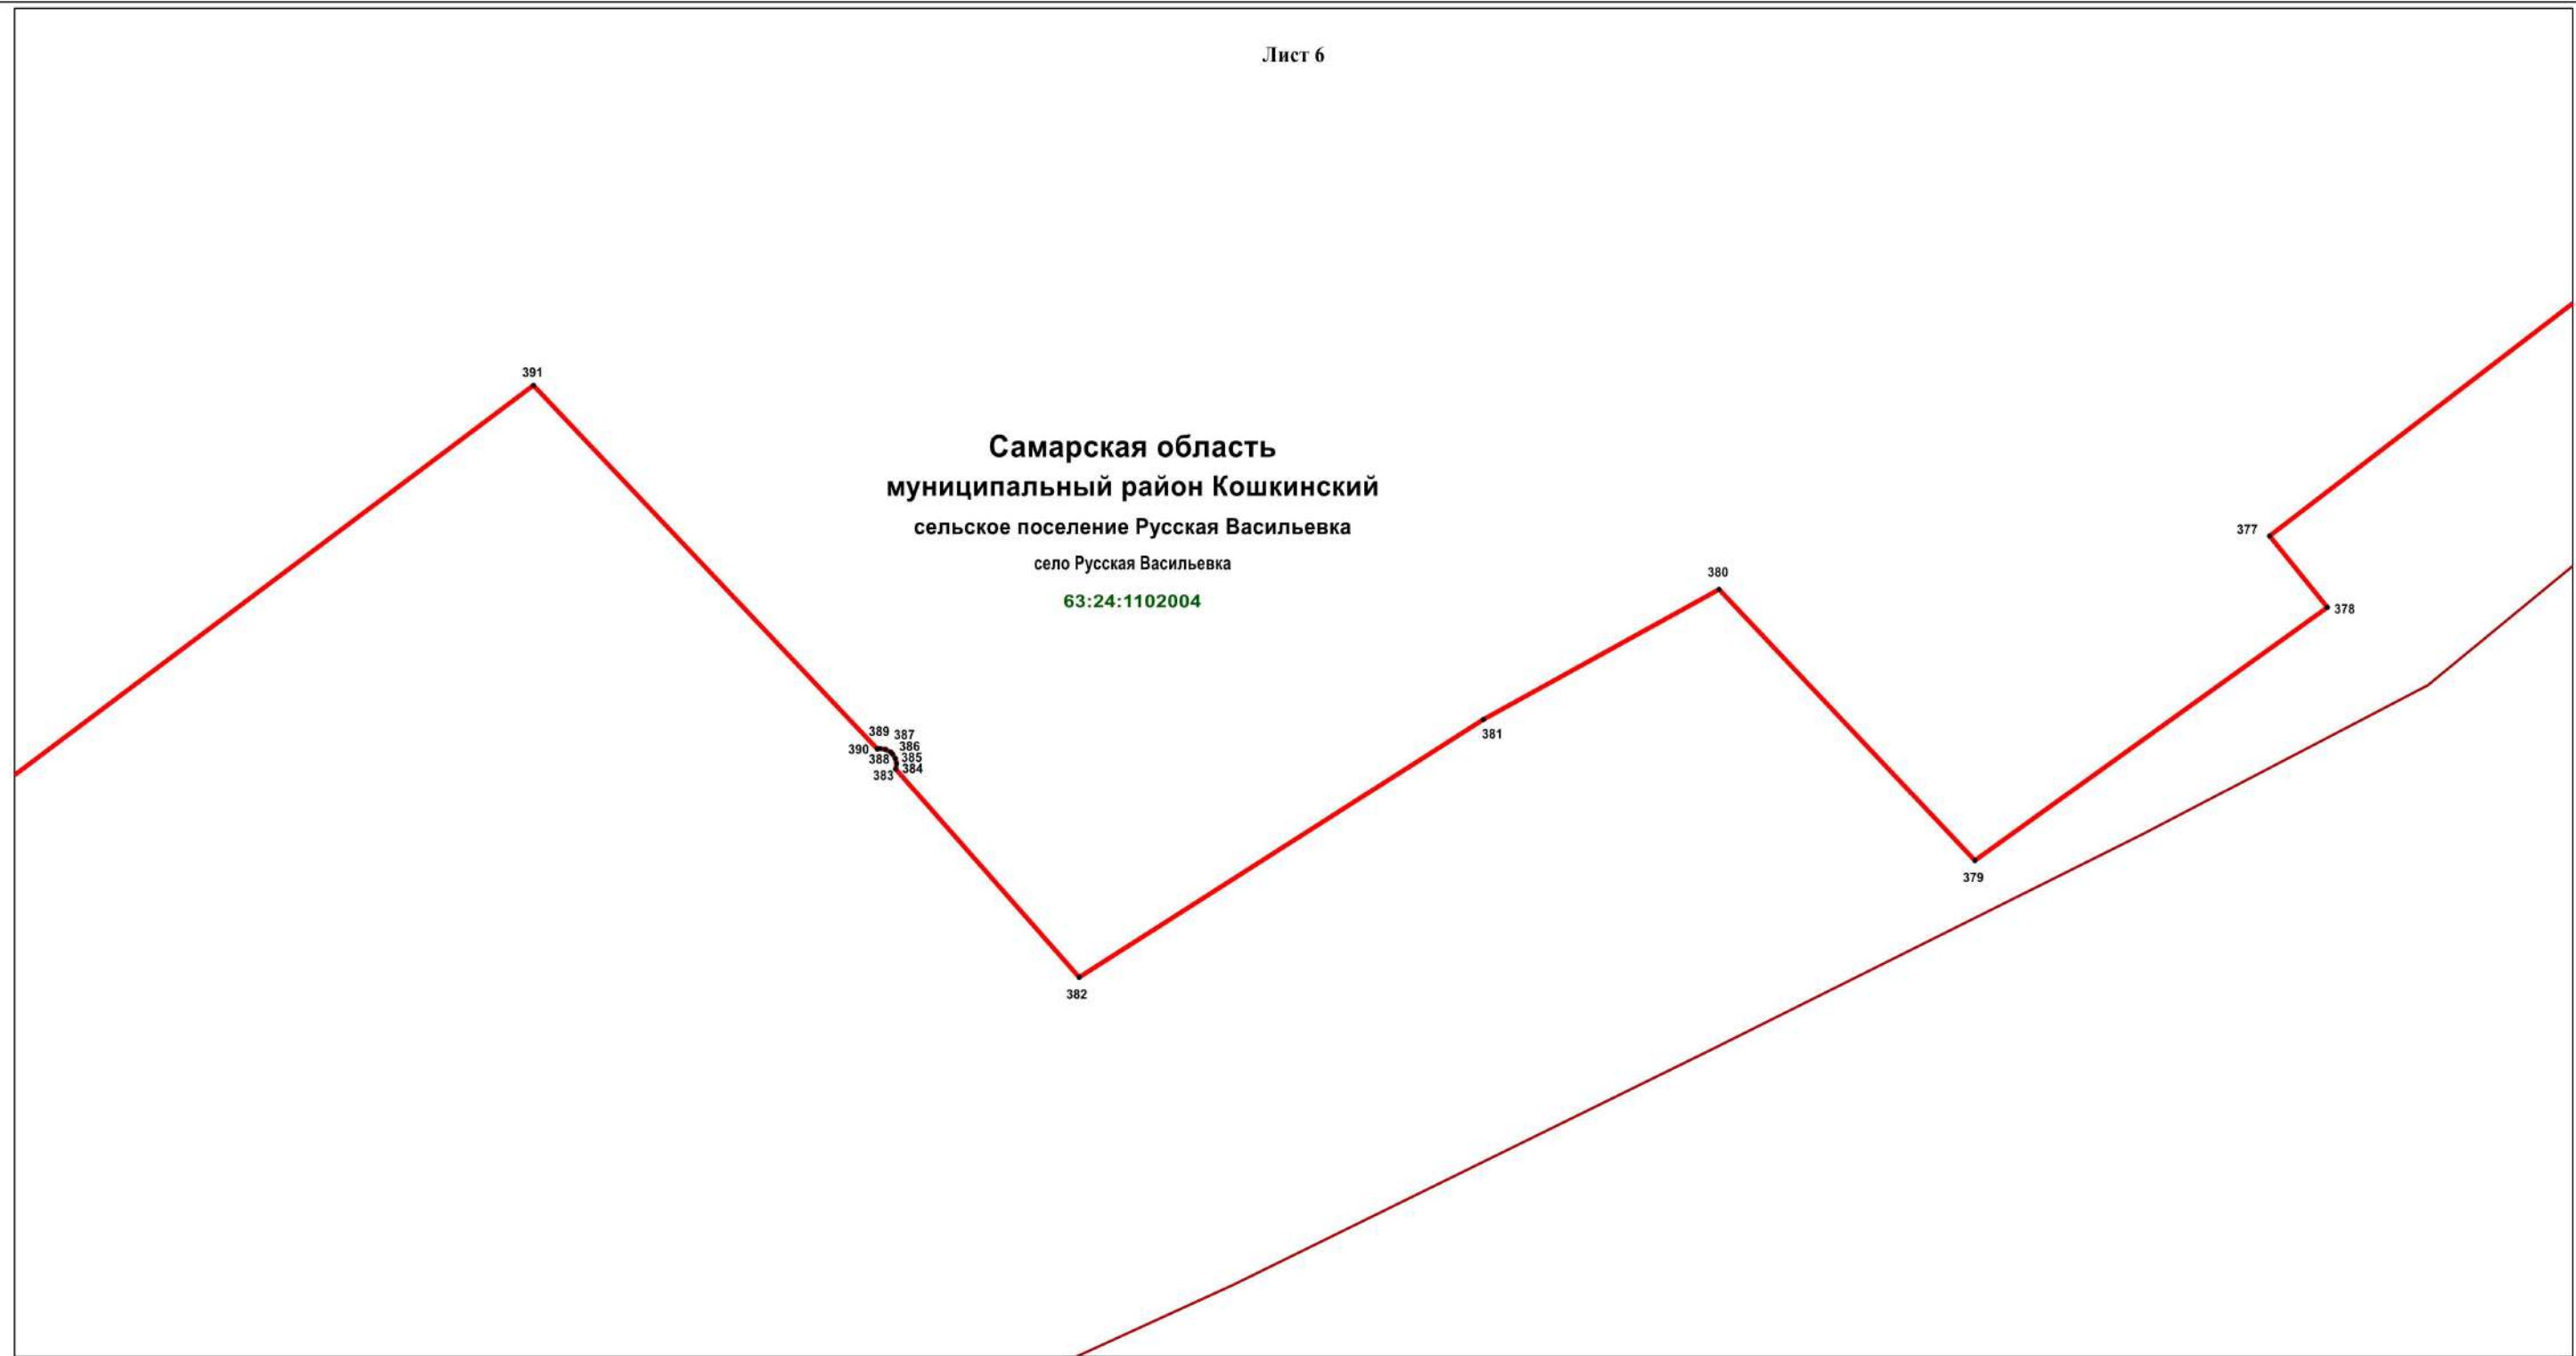 Лист 6
391
Самарская область
муниципальный район Кошкинский
сельское поселение Русская Васильевка
село Русская Васильевка
63:24:1102004
377
380
378
389 387
390 386
388 385
383 384
381
379
382